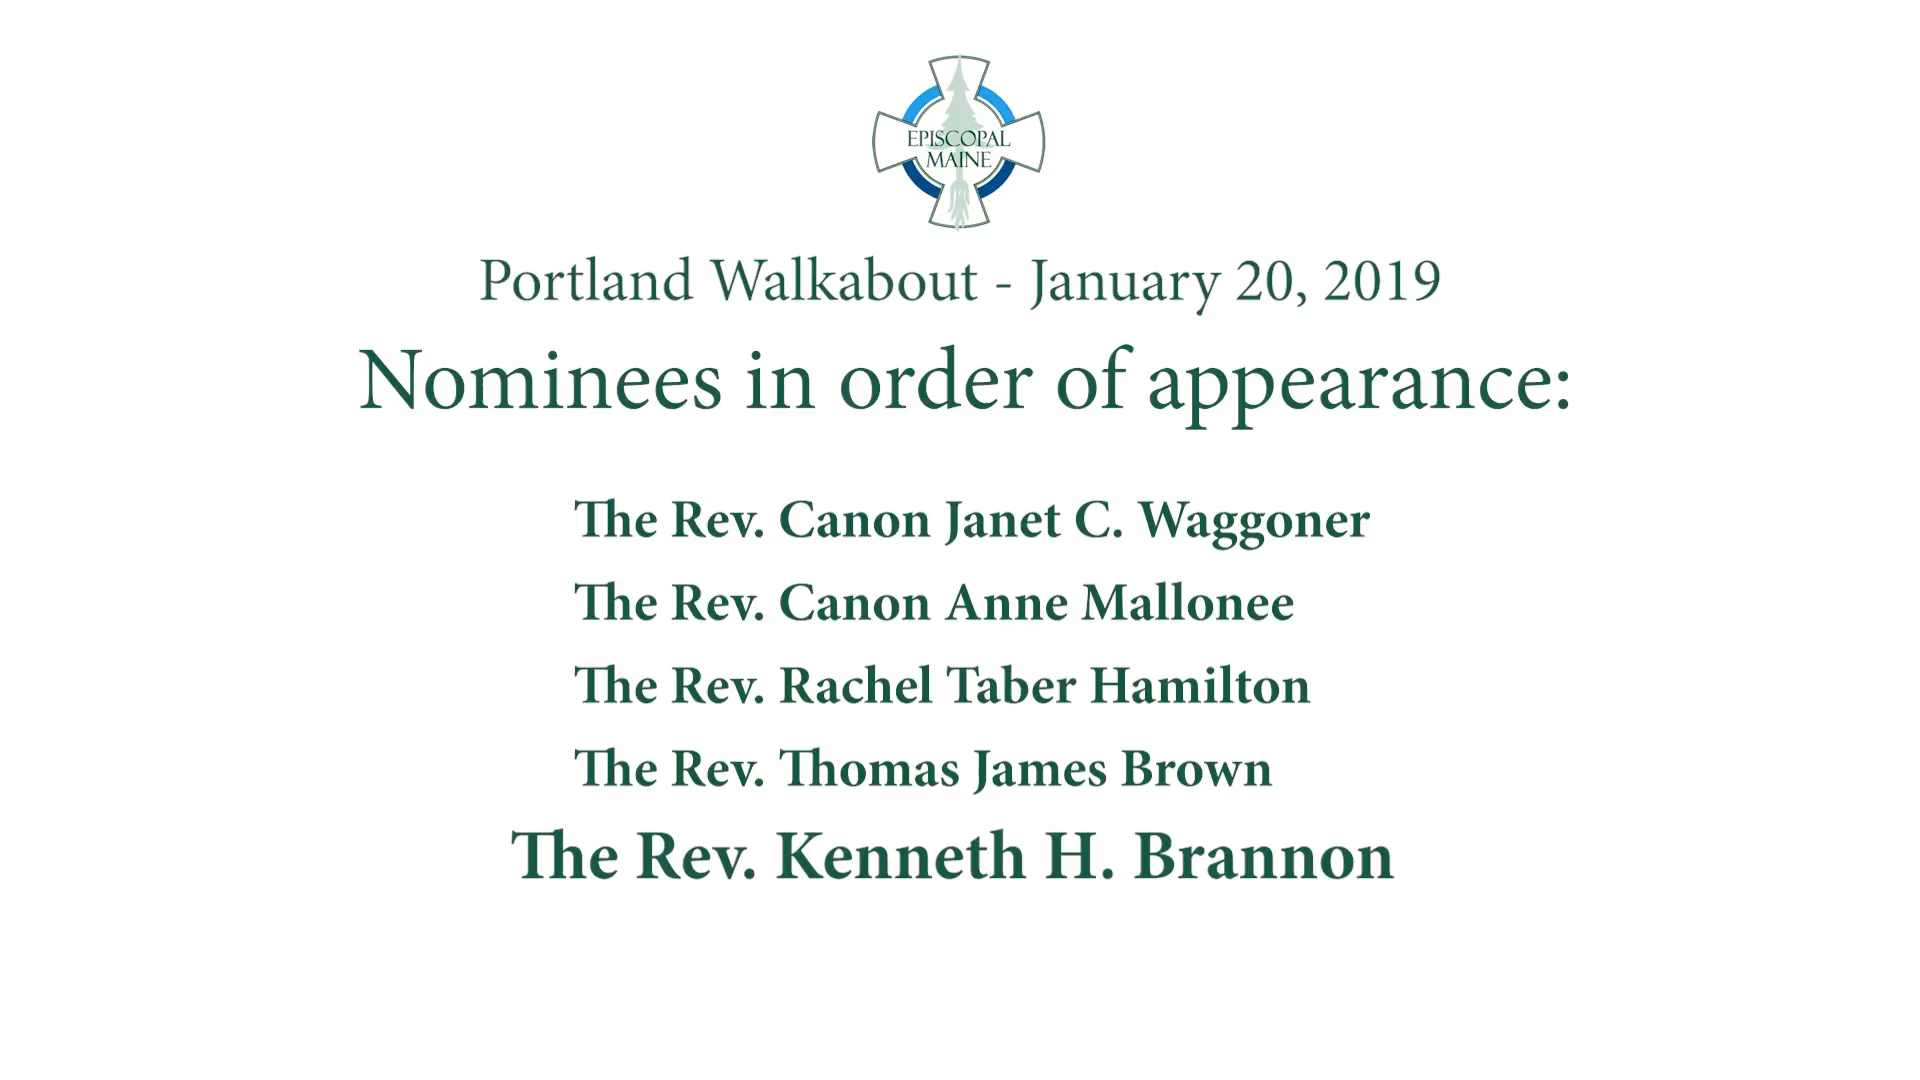 EPISCOPAL
MAINE
Portland Walkabout - January 20, 2019
Nominees in order of appearance:
The Rev. Canon Janet C. Waggoner
The Rev. Canon Anne Mallonee
The Rev. Rachel Taber Hamilton
The Rev. Thomas James Brown
The Rev. Kenneth H. Brannon